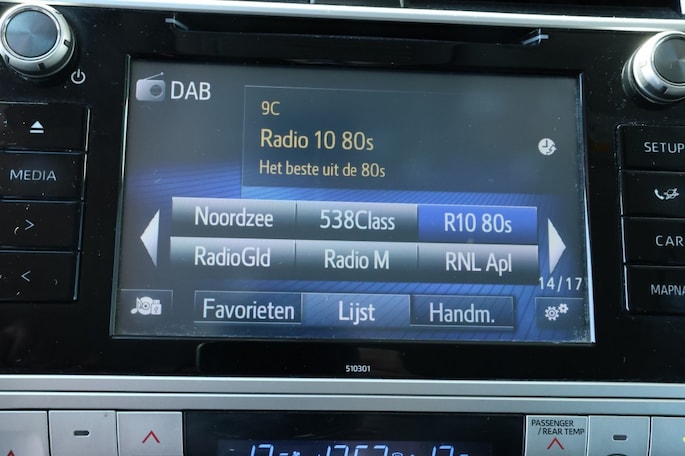 DAB
9C
Radio 10 80s
Het beste uit de 80s
Noordzee 538Class R10 80s
RadioGld Radio M RNL Apl
14/17
Favorieten Lijst Handm.
MEDIA
>
<
SETUP
CAR
510301
PASSENGER
/REAR TEMP